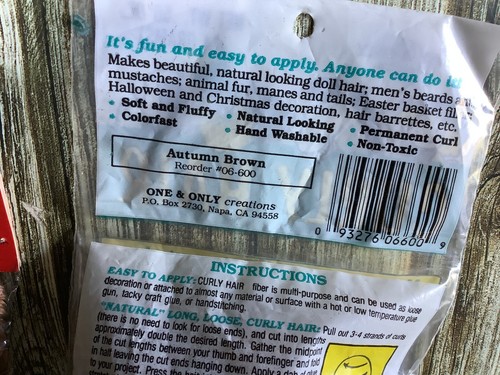 It's fun and easy to apply. Anyone can do it!
Makes beautiful, natural looking doll hair; men's beards
mustaches; animal fur, manes and tails; Easter basket
Halloween and Christmas decoration, hair barrettes, etc.
• Soft and Fluffy • Natural Looking • Permanent Curl
• Colorfast • Hand Washable • Non-Toxic
Autumn Brown
Reorder #06-600
ONE & ONLY creations
P.O. Box 2730, Napa, CA 94558
0 93276 06600 9
INSTRUCTIONS
EASY TO APPLY: CURLY HAIR fiber is multi-purpose and can be used as loose
decoration or attached to almost any material or surface with a hot or low temperature glue
gun, tacky craft glue, or handstitching.
"NATURAL" LONG, LOOSE, CURLY HAIR: Pull out 3-4 strands of curls
(there is no need to look for loose ends), and cut into lengths
approximately double the desired length. Gather the midpoint
of the cut lengths between your thumb and forefinger and fold
in half leaving the cut ends hanging down. Apply a
to your project. Press the